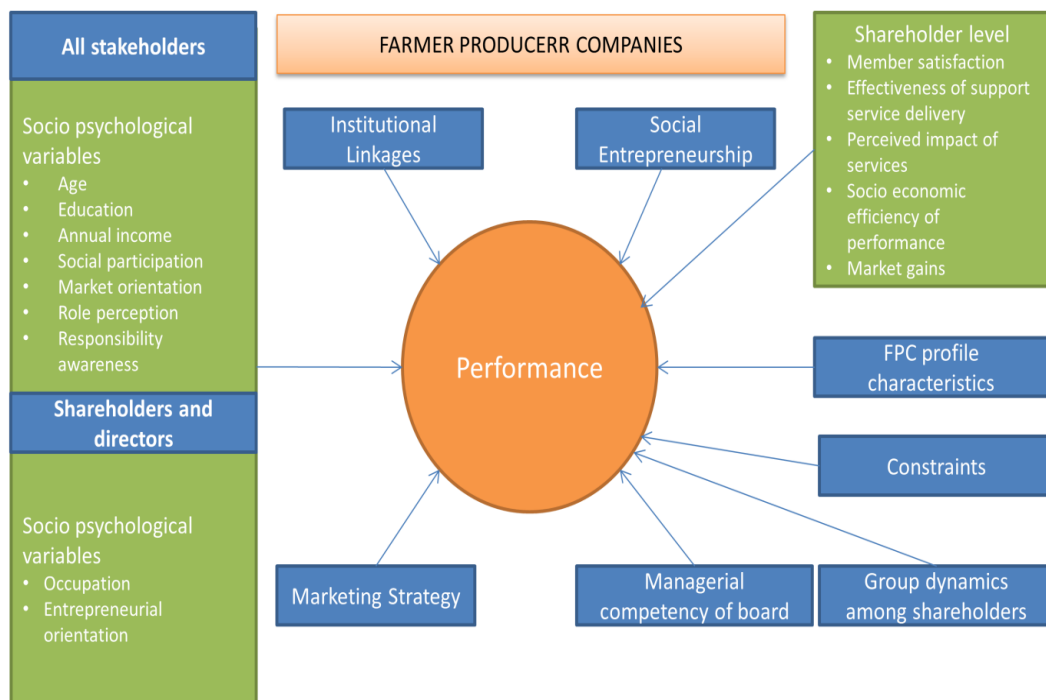 All stakeholders
Socio psychological
variables
• Age
• Education
• Annual income
• Social participation
• Market orientation
• Role perception
• Responsibility
awareness
Shareholders and
directors
Socio psychological
variables
• Occupation
• Entrepreneurial
orientation
FARMER PRODUCERR COMPANIES
Institutional
Linkages
Social
Entrepreneurship
Shareholder level
• Member satisfaction
• Effectiveness of support
service delivery
• Perceived impact of
services
• Socio economic
efficiency of
performance
• Market gains
Performance
FPC profile
characteristics
Constraints
Marketing Strategy
Managerial
competency of board
Group dynamics
among shareholders